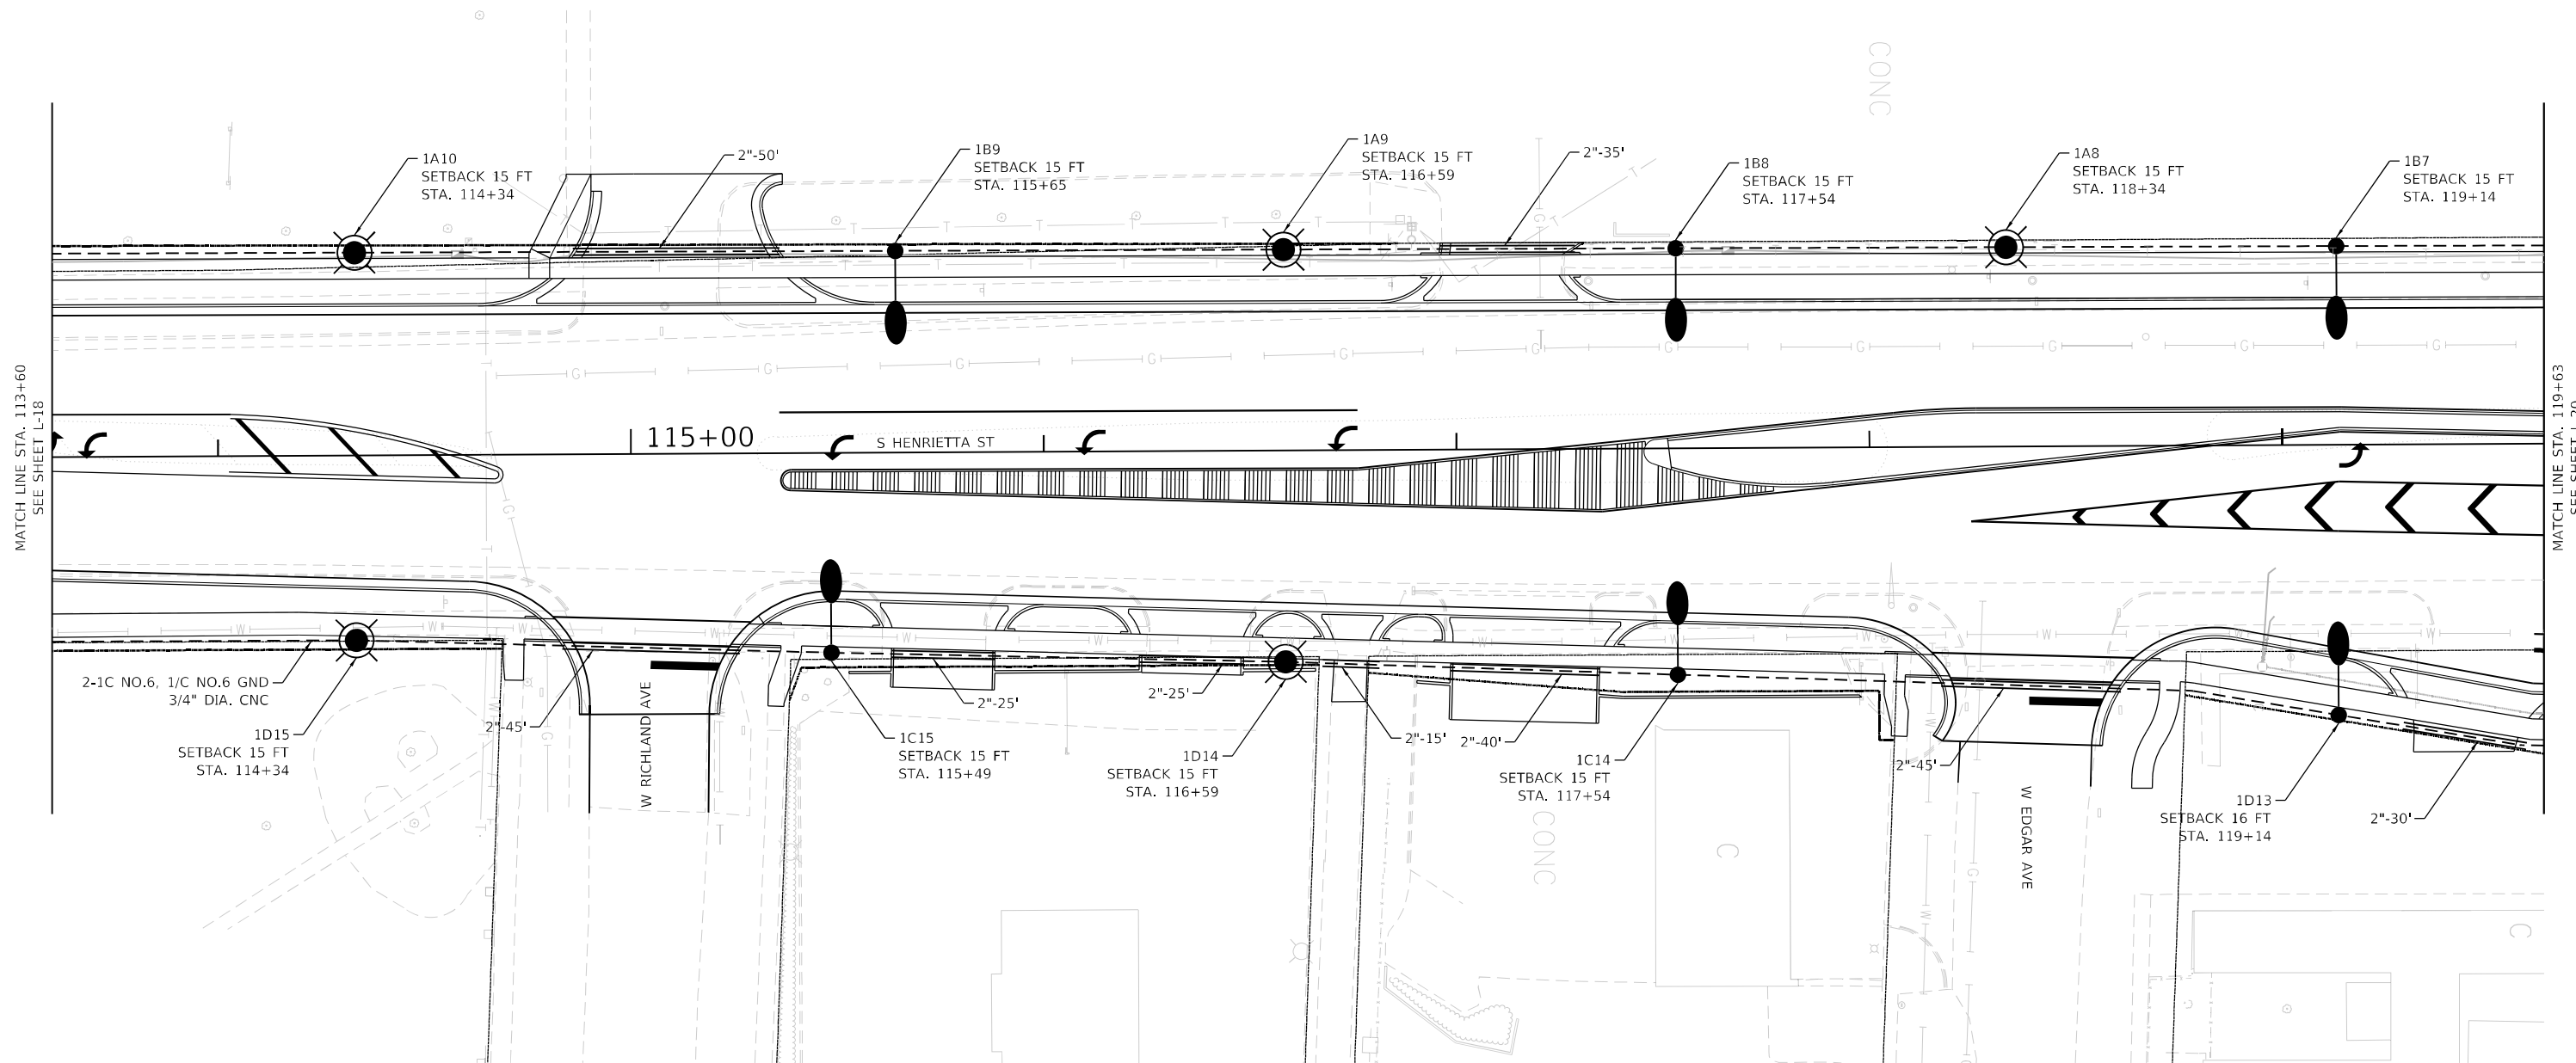 CONC
1A10
SETBACK 15 FT
STA. 114+34
2"-50'
1B9
SETBACK 15 FT
STA. 115+65
1A9
SETBACK 15 FT
STA. 116+59
2"-35'
1B8
SETBACK 15 FT
STA. 117+54
1A8
SETBACK 15 FT
STA. 118+34
1B7
SETBACK 15 FT
STA. 119+14
T T T T T T
T
T
G
T T T T T T
G G G G G G G G G G G
MATCH LINE STA. 113+60
SEE SHEET L-18
115+00
S HENRIETTA ST
MATCH LINE STA. 119+63
SEE SHEET L-20
G
W W W W W W W W W W W
2-1C NO.6, 1/C NO.6 GND
3/4" DIA. CNC
1D15
SETBACK 15 FT
STA. 114+34
2"-45'
W RICHLAND AVE
1C15
SETBACK 15 FT
STA. 115+49
2"-25'
2"-25'
1D14
SETBACK 15 FT
STA. 116+59
2"-15'
2"-40'
1C14
SETBACK 15 FT
STA. 117+54
2"-45'
W EDGAR AVE
1D13
SETBACK 16 FT
STA. 119+14
2"-30'
CONC
C
C